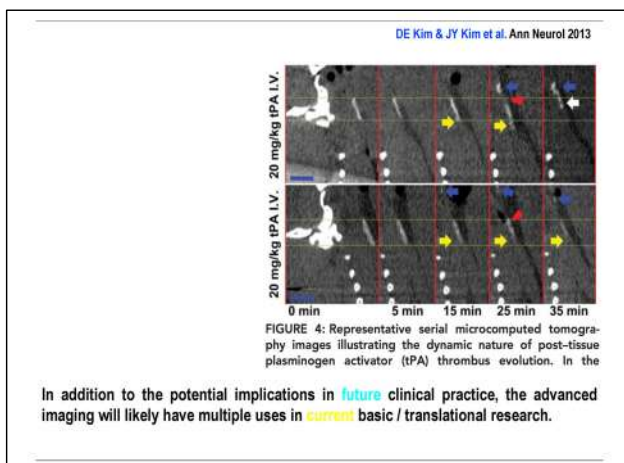 DE Kim & JY Kim et al. Ann Neurol 2013
20 mg/kg tPA I.V.
20 mg/kg tPA I.V.
0 min 5 min 15 min 25 min 35 min
FIGURE 4: Representative serial microcomputed tomogra-
phy images illustrating the dynamic nature of post–tissue
plasminogen activator (tPA) thrombus evolution. In the
In addition to the potential implications in future clinical practice, the advanced
imaging will likely have multiple uses in current basic / translational research.